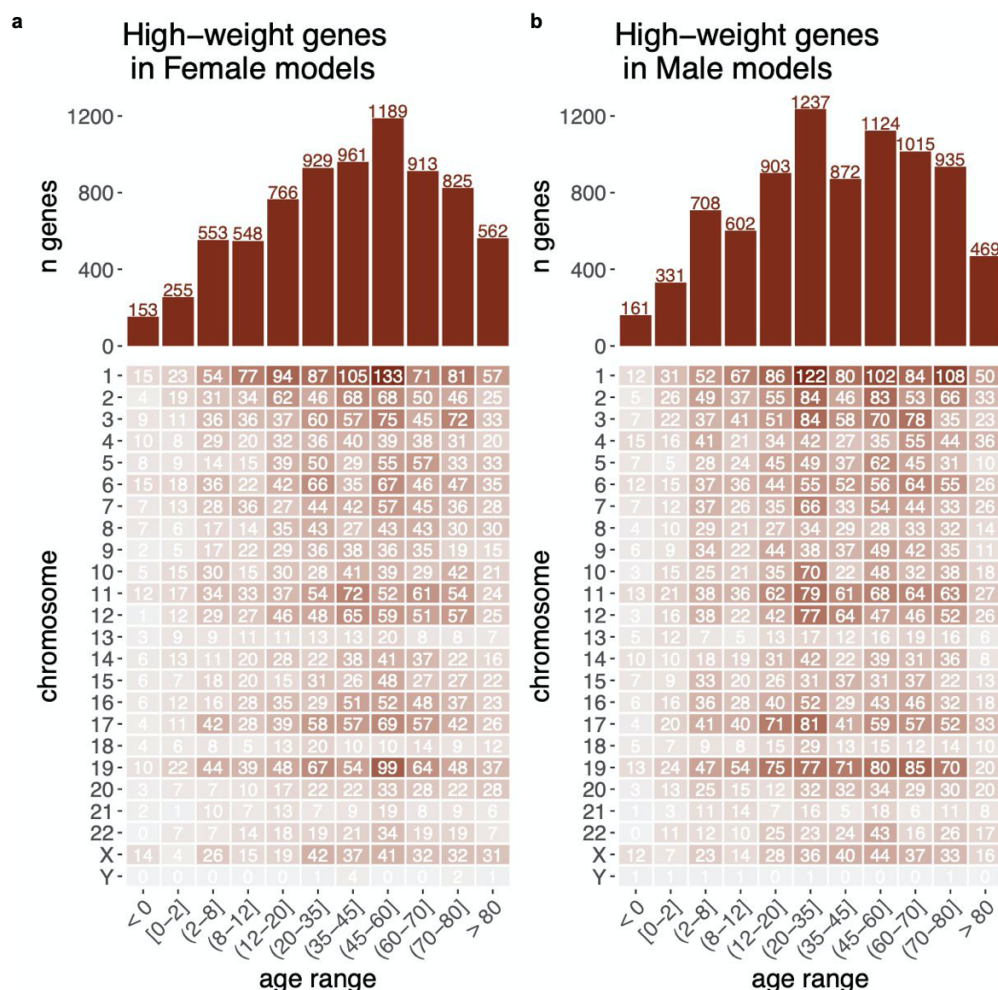 a
High–weight genes
in Female models
n genes
1200
800
400
0
153 255 553 548 766 929 961 1189 913 825 562
chromosome
1 15 23 54 77 94 87 105 133 71 81 57
2 4 19 31 34 62 46 68 68 50 46 25
3 9 11 36 36 37 60 57 75 45 72 33
4 10 8 29 20 32 36 40 39 38 31 20
5 8 9 14 15 39 50 29 55 57 33 33
6 15 18 36 22 42 66 35 67 46 47 35
7 7 13 28 36 27 44 42 57 45 36 28
8 7 6 17 14 35 43 27 43 43 30 30
9 2 5 17 22 29 36 38 36 35 19 15
10 5 15 30 15 30 28 41 39 29 42 21
11 12 17 34 33 37 54 72 52 61 54 24
12 1 12 29 27 46 48 65 59 51 57 25
13 3 9 9 11 11 13 13 20 8 8 7
14 6 13 11 20 28 22 38 41 37 22 16
15 6 7 18 20 15 31 26 48 27 27 22
16 6 12 16 28 35 29 51 52 48 37 23
17 4 11 42 28 39 58 57 69 57 42 26
18 4 6 8 5 13 20 10 10 14 9 12
19 10 22 44 39 48 67 54 99 64 48 37
20 3 7 7 10 17 22 22 33 28 22 28
21 2 1 10 7 13 7 9 19 8 9 6
22 0 7 7 14 18 19 21 34 19 19 7
X 14 4 26 15 19 42 37 41 32 32 31
Y 0 0 0 0 0 1 4 0 0 2 1
< 0 [0–2] (2–8] (8–12] (12–20] (20–35] (35–45] (45–60] (60–70] (70–80] > 80
age range
b
High–weight genes
in Male models
n genes
1200
800
400
0
161 331 708 602 903 1237 872 1124 1015 935 469
chromosome
1 12 31 52 67 86 122 80 102 84 108 50
2 5 26 49 37 55 84 46 83 53 66 33
3 7 22 37 41 51 84 58 70 78 35 23
4 15 16 41 21 34 42 27 35 55 44 36
5 7 5 28 24 45 49 37 62 45 31 10
6 12 15 37 36 44 55 52 56 64 55 26
7 7 12 37 26 35 66 33 54 44 33 26
8 4 10 29 21 27 34 29 28 33 32 14
9 6 9 34 22 44 38 37 49 42 35 11
10 3 15 25 21 35 70 22 48 32 38 18
11 13 21 38 36 62 79 61 68 64 63 27
12 3 16 38 22 42 77 64 47 46 52 26
13 5 12 7 5 13 17 12 16 19 16 6
14 10 10 18 19 31 42 22 39 31 36 8
15 7 9 33 20 26 31 37 31 37 22 13
16 6 16 36 28 40 52 29 43 46 32 18
17 4 20 41 40 71 81 41 59 57 52 33
18 5 7 9 8 15 29 13 15 12 14 10
19 13 24 47 54 75 77 71 80 85 70 20
20 3 13 25 15 12 32 32 34 29 30 20
21 1 3 11 14 7 16 5 18 6 11 8
22 0 11 12 10 25 23 24 43 16 26 17
X 12 7 23 14 28 36 40 44 37 33 16
Y 1 1 0 1 0 1 0 0 0 1 0
< 0 [0–2] (2–8] (8–12] (12–20] (20–35] (35–45] (45–60] (60–70] (70–80] > 80
age range